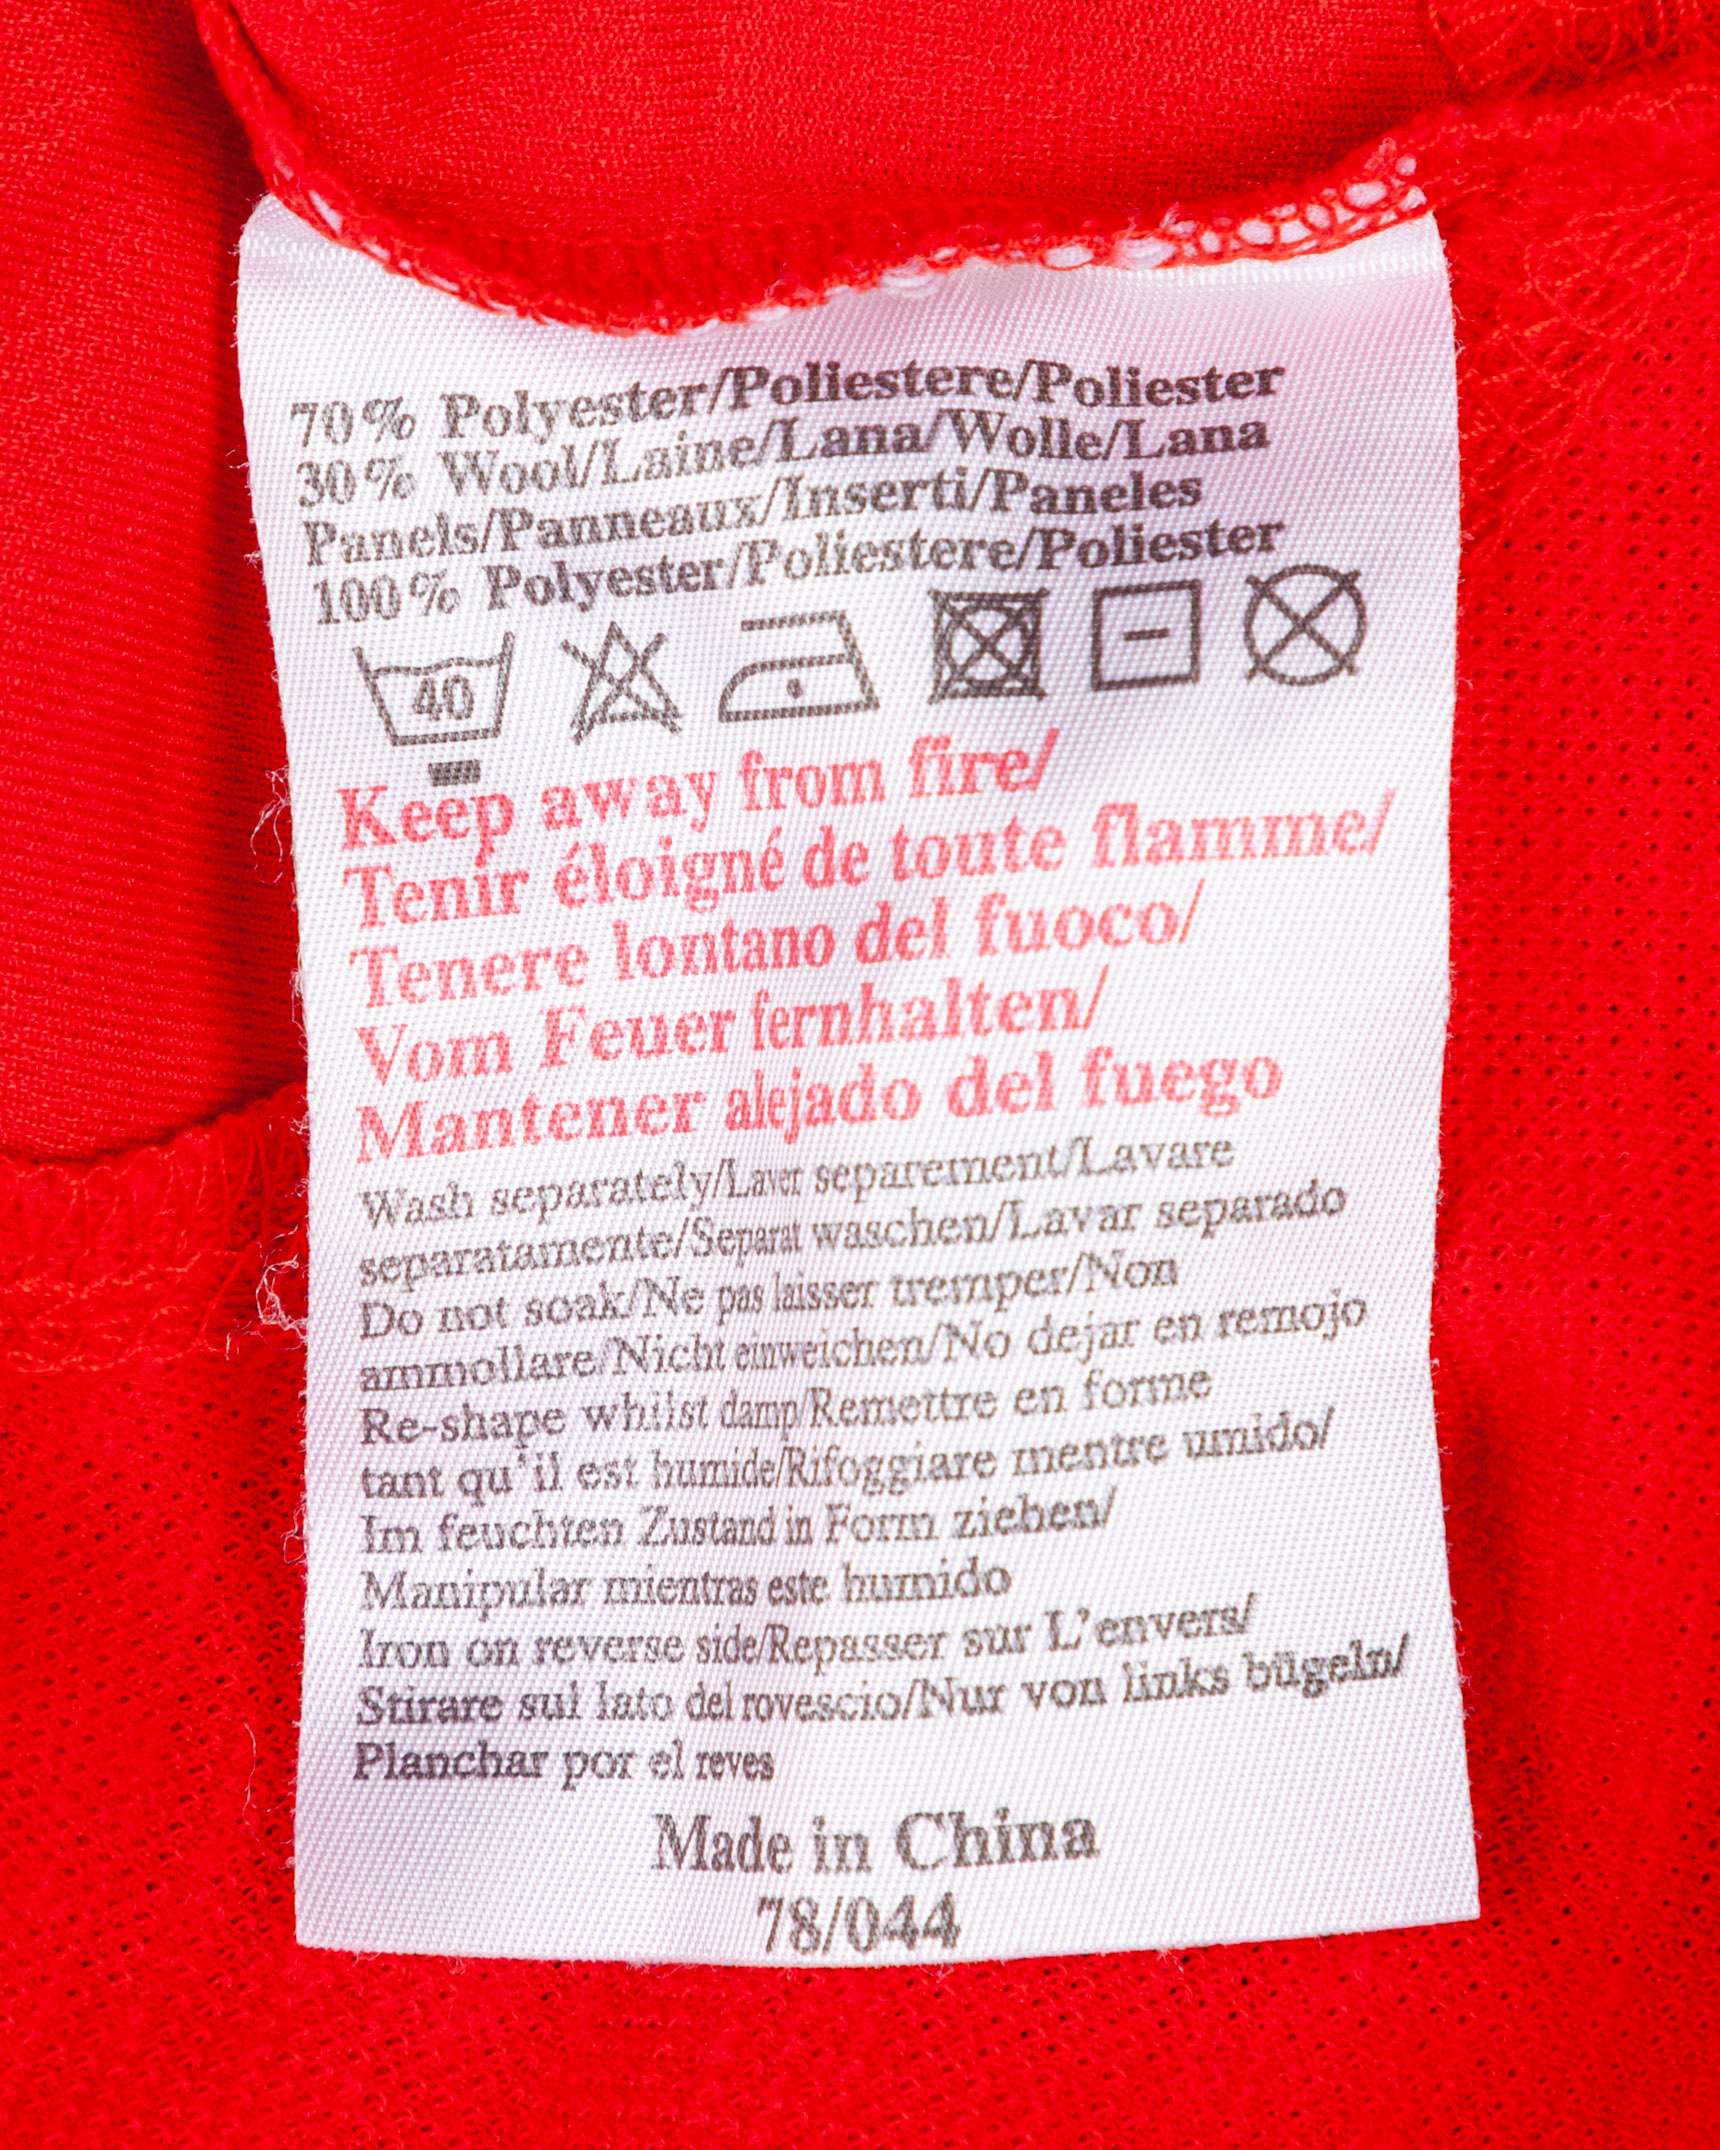 70% Polyester/Poliestere/Poliester
30% Wool/Laine/Lana/Wolle/Lana
Panels/Panneaux/Inserti/Paneles
100% Polyester/Poliestere/Poliester
40
Keep away from fire/
Tenir éloigné de toute flamme/
Tenere lontano del fuoco/
Vom Feuer fernhalten/
Mantener alejado del fuego
Wash separately/Laver separement/Lavare
separatamente/Separat waschen/Lavar separado
Do not soak/Ne pas laisser tremper/Non
ammollare/Nicht einweichen/No dejar en remojo
Re-shape whilst damp/Remettre en forme
tant qu'il est humide/Rifoggiare mentre umido/
Im feuchten Zustand in Form ziehen/
Manipular mientras este humido
Iron on reverse side/Repasser sur L'envers/
Stirare sul lato del rovescio/Nur von links bügeln/
Planchar por el reves
Made in China
78/044